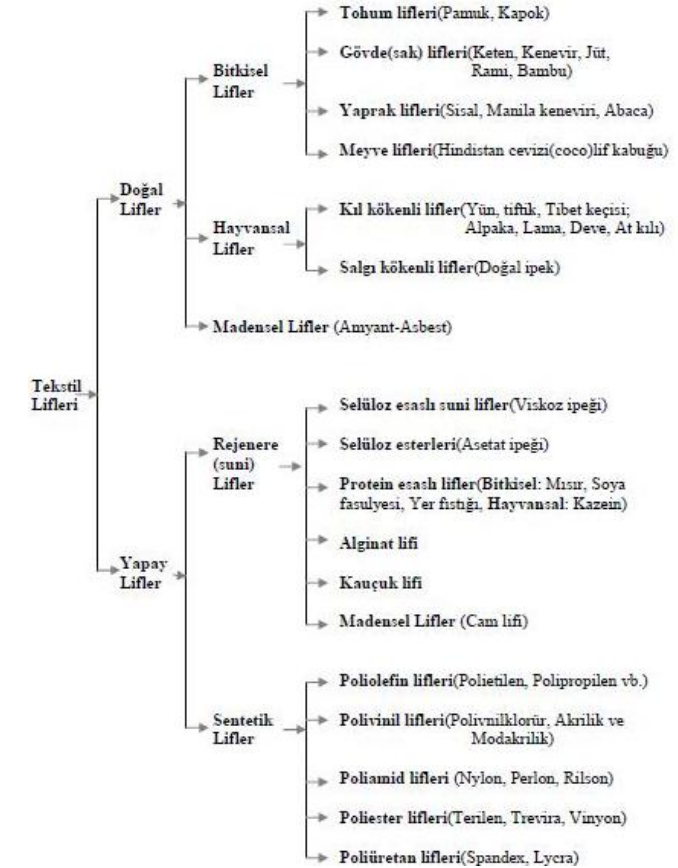 Tohum lifleri(Pamuk, Kapok)
Gövde(sak) lifleri(Keten, Kenevir, Jüt,
Rami, Bambu)
Bitkisel
Lifler
Yaprak lifleri(Sisal, Manila keneviri, Abaca)
Meyve lifleri(Hindistan cevizi(coco)lif kabuğu)
Doğal
Lifler
Kıl kökenli lifler(Yün, tiftik, Tibet keçisi;
Alpaka, Lama, Deve, At kılı)
Hayvansal
Lifler
Salgı kökenli lifler(Doğal ipek)
Madensel Lifler (Amyant-Asbest)
Tekstil
Lifleri
Selüloz esaslı suni lifler(Viskoz ipeği)
Rejenere
(suni)
Lifler
Selüloz esterleri(Asetat ipeği)
Protein esaslı lifler(Bitkisel: Mısır, Soya
fasulyesi, Yer fıstığı, Hayvansal: Kazein)
Alginat lifi
Yapay
Lifler
Kauçuk lifi
Madensel Lifler (Cam lifi)
Poliolefin lifleri(Polietilen, Polipropilen vb.)
Sentetik
Lifler
Polivinil lifleri(Polivnilklorür, Akrilik ve
Modakrilik)
Poliamid lifleri (Nylon, Perlon, Rilson)
Poliester lifleri(Terilen, Trevira, Vinyon)
Poliüretan lifleri(Spandex, Lycra)